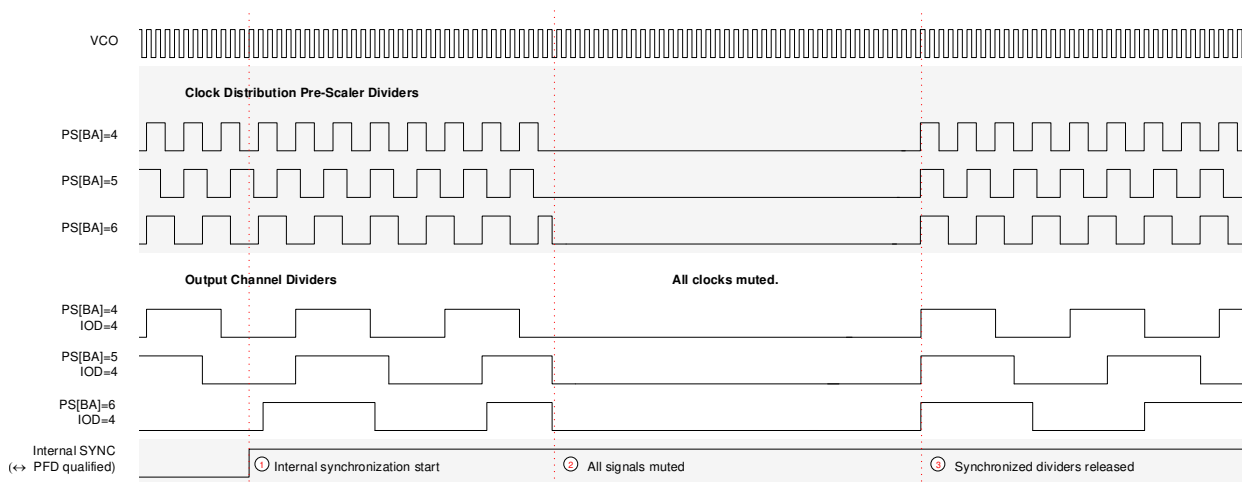 VCO
Clock Distribution Pre-Scaler Dividers
PS[BA]=4
PS[BA]=5
PS[BA]=6
Output Channel Dividers
All clocks muted.
PS[BA]=4
IOD=4
PS[BA]=5
IOD=4
PS[BA]=6
IOD=4
Internal SYNC
(↔ PFD qualified)
1 Internal synchronization start
2 All signals muted
3 Synchronized dividers released